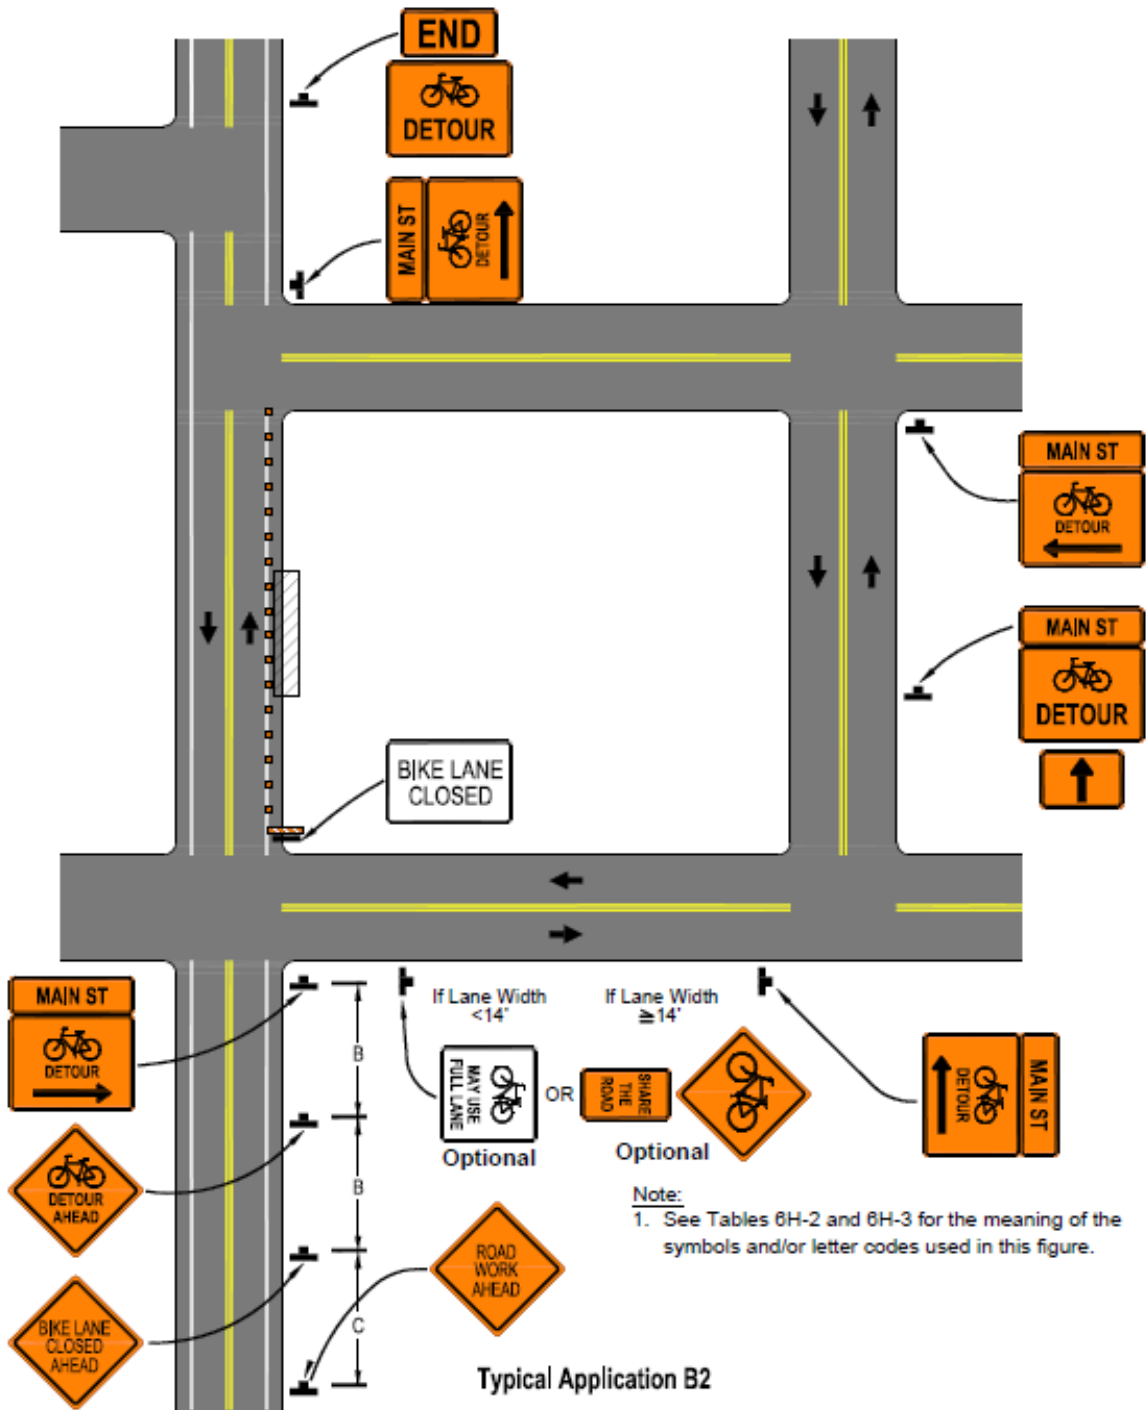 END
DETOUR
MAIN ST
DETOUR
MAIN ST
DETOUR
MAIN ST
DETOUR
BIKE LANE
CLOSED
MAIN ST
DETOUR
B
If Lane Width
<14'
If Lane Width
≧14'
MAY USE
FULL LANE
OR
SHARE
THE
ROAD
Optional
Optional
DETOUR
MAIN ST
DETOUR
AHEAD
B
Note:
1. See Tables 6H-2 and 6H-3 for the meaning of the
symbols and/or letter codes used in this figure.
ROAD
WORK
AHEAD
BIKE LANE
CLOSED
AHEAD
C
Typical Application B2